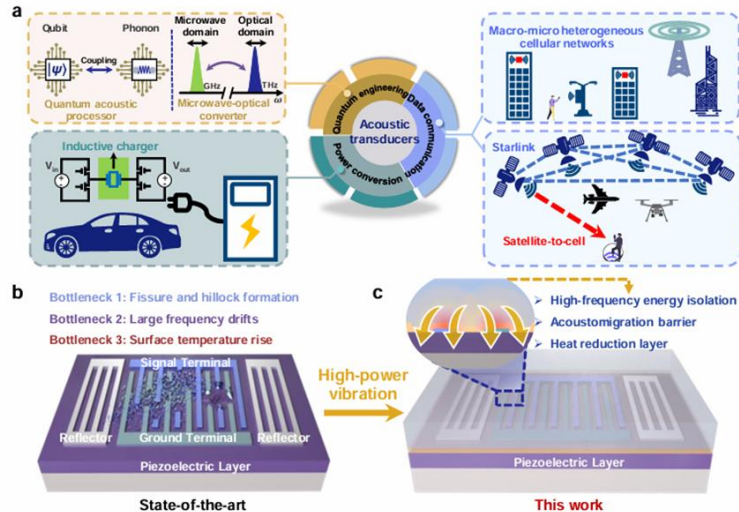 a
Qubit
Phonon
Coupling
|ψ⟩
Quantum acoustic
processor
Microwave
domain
Optical
domain
GHz
THz
ω
Microwave-optical
converter
Inductive charger
Vin
Vout
Quantum engineering
Data communication
Power conversion
Acoustic
transducers
Macro-micro heterogeneous
cellular networks
Starlink
Satellite-to-cell
b
Bottleneck 1: Fissure and hillock formation
Bottleneck 2: Large frequency drifts
Bottleneck 3: Surface temperature rise
Signal Terminal
Reflector
Ground Terminal
Reflector
Piezoelectric Layer
State-of-the-art
High-power
vibration
c
High-frequency energy isolation
Acoustomigration barrier
Heat reduction layer
Piezoelectric Layer
This work